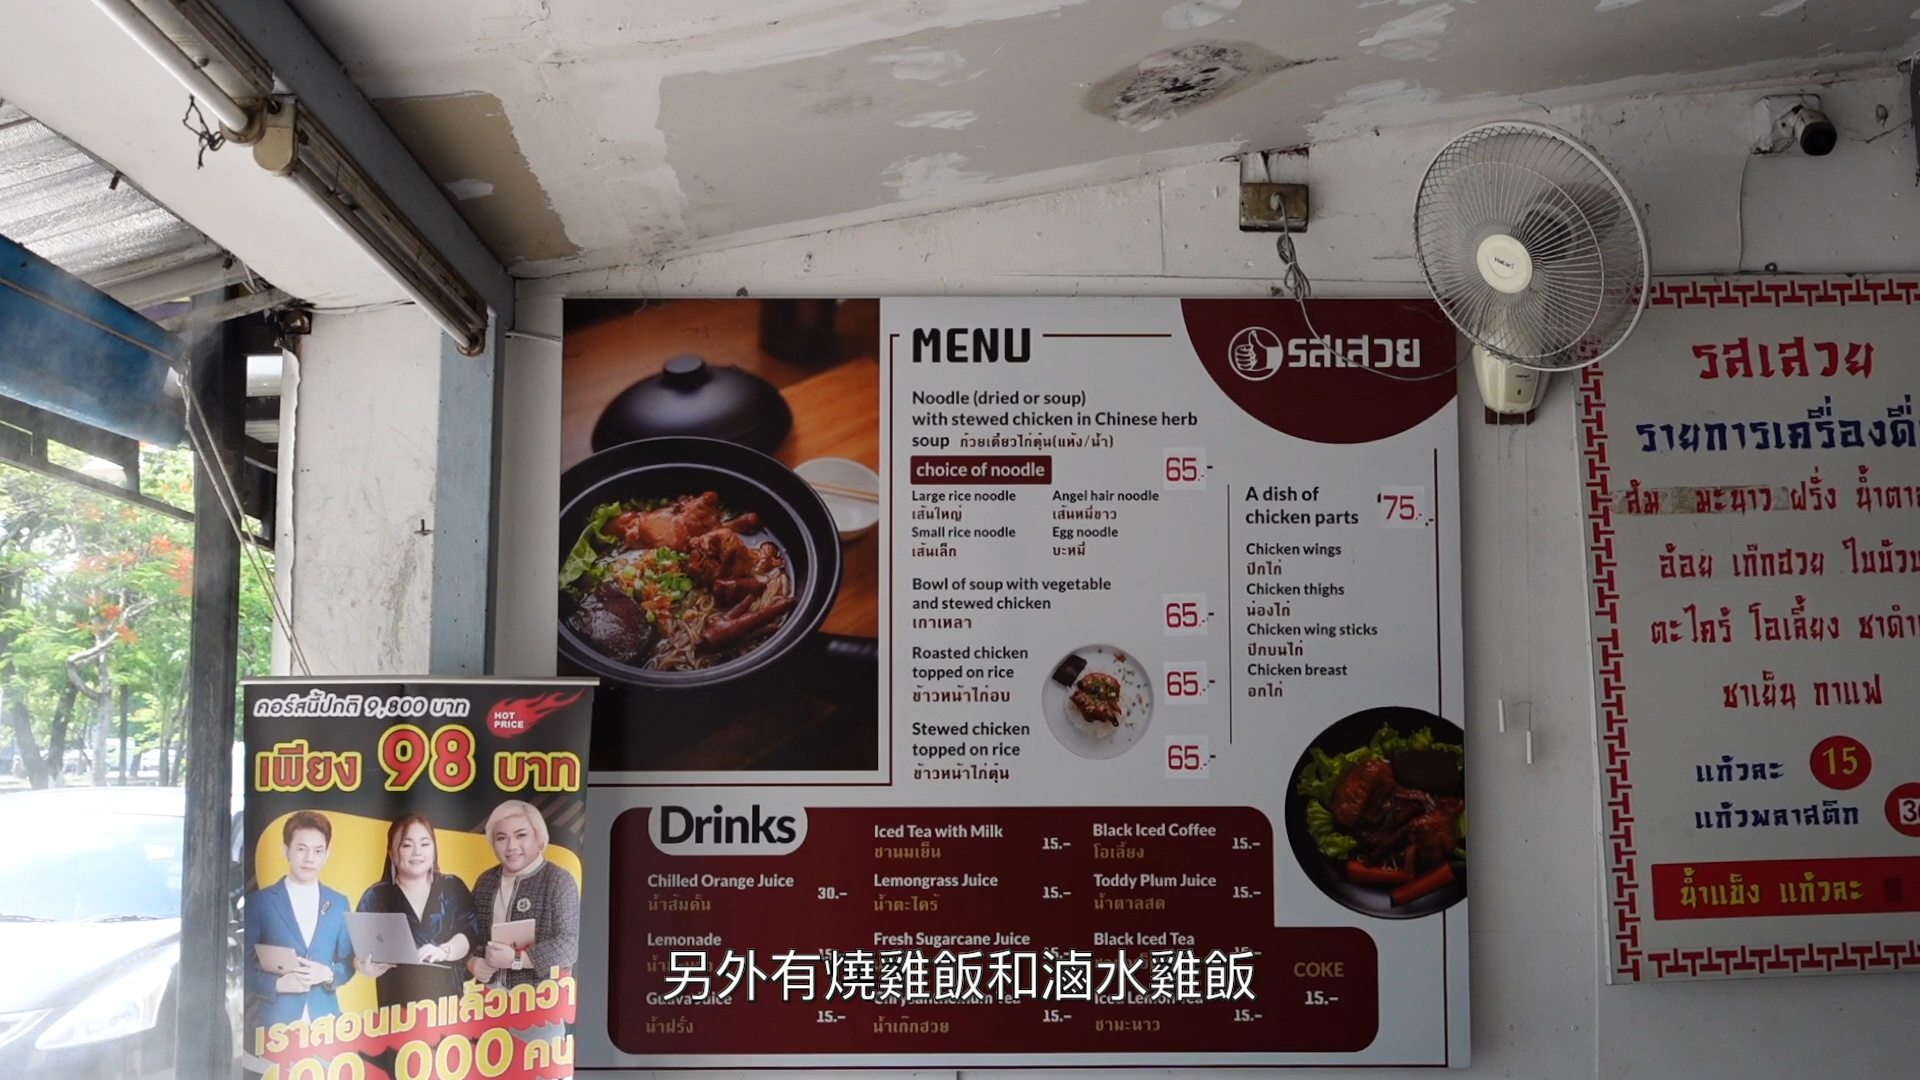 MENU
รสเสวย
Noodle (dried or soup)
with stewed chicken in Chinese herb
soup ก๋วยเตี๋ยวไก่ตุ๋น(แห้ง/น้ำ)
choice of noodle
65.-
Large rice noodle
เส้นใหญ่
Angel hair noodle
เส้นหมี่ขาว
Small rice noodle
เส้นเล็ก
Egg noodle
บะหมี่
Bowl of soup with vegetable
and stewed chicken
เกาเหลา
65.-
Roasted chicken
topped on rice
ข้าวหน้าไก่อบ
65.-
Stewed chicken
topped on rice
ข้าวหน้าไก่ตุ๋น
65.-
A dish of
chicken parts
75.-
Chicken wings
ปีกไก่
Chicken thighs
น่องไก่
Chicken wing sticks
ปีกบนไก่
Chicken breast
อกไก่
Drinks
Iced Tea with Milk 15.-
ชานมเย็น
Black Iced Coffee 15.-
โอเลี้ยง
Chilled Orange Juice 30.-
น้ำส้มคั้น
Lemongrass Juice 15.-
น้ำตะไคร้
Toddy Plum Juice 15.-
น้ำตาลสด
Lemonade
Fresh Sugarcane Juice
Black Iced Tea
Guava Juice 15.-
น้ำฝรั่ง
15.-
น้ำเก๊กฮวย
15.-
ชามะนาว
COKE
15.-
คอร์สนี้ปกติ 9,800 บาท
HOT
PRICE
เพียง 98 บาท
เราสอนมาแล้วกว่า
100,000 คน
รสเสวย
รายการเครื่องดื่
ส้ม มะนาว ฝรั่ง น้ำตา
อ้อย เก๊กฮวย ใบบัวบ
ตะไคร้ โอเลี้ยง ชาดำ
ชาเย็น กาแฟ
แก้วละ 15
แก้วพลาสติก
น้ำแข็ง แก้วละ
Hatari
另外有燒雞飯和滷水雞飯